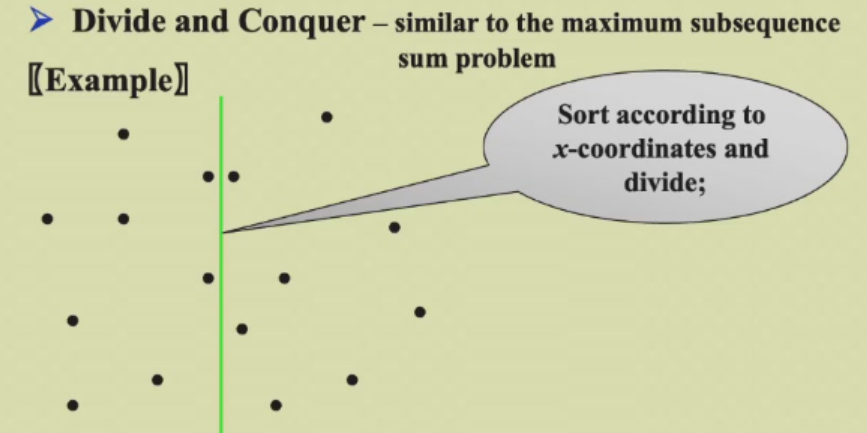 ➢ Divide and Conquer – similar to the maximum subsequence
sum problem
〖Example〗
Sort according to
x-coordinates and
divide;